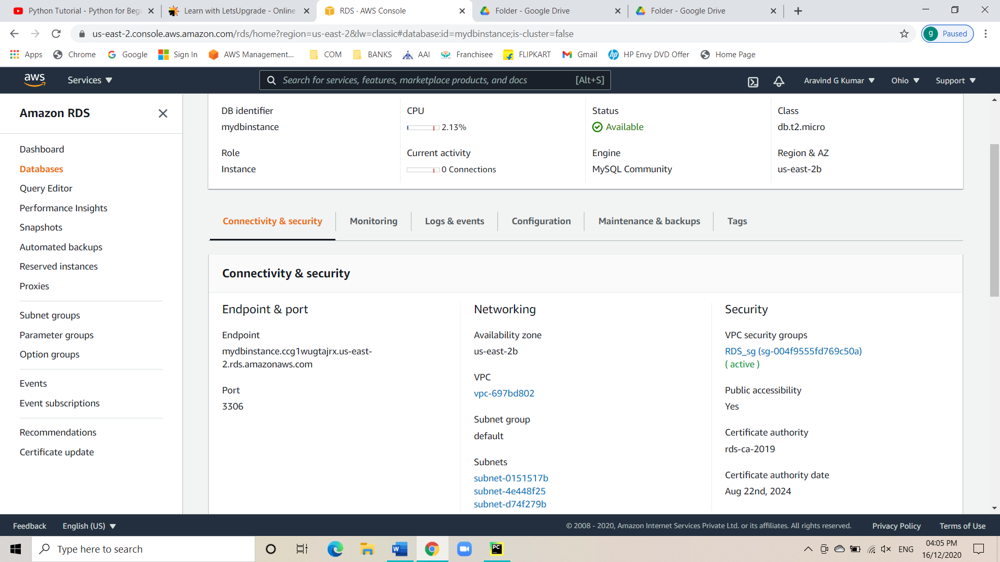 Python Tutorial - Python for Begi
Learn with LetsUpgrade - Online
RDS · AWS Console
Folder - Google Drive
Folder - Google Drive
us-east-2.console.aws.amazon.com/rds/home?region=us-east-2&lw=classic#database:id=mydbinstance;is-cluster=false
g Paused
Apps Chrome Google Sign In AWS Management... COM BANKS AAI Franchisee FLIPKART Gmail hp HP Envy DVD Offer Home Page
aws Services Search for services, features, marketplace products, and docs [Alt+S] Aravind G Kumar Ohio Support
Amazon RDS
Dashboard
Databases
Query Editor
Performance Insights
Snapshots
Automated backups
Reserved instances
Proxies
Subnet groups
Parameter groups
Option groups
Events
Event subscriptions
Recommendations
Certificate update
DB identifier
mydbinstance
CPU
2.13%
Status
Available
Class
db.t2.micro
Role
Instance
Current activity
0 Connections
Engine
MySQL Community
Region & AZ
us-east-2b
Connectivity & security Monitoring Logs & events Configuration Maintenance & backups Tags
Connectivity & security
Endpoint & port
Endpoint
mydbinstance.ccg1wugtajrx.us-east-
2.rds.amazonaws.com
Port
3306
Networking
Availability zone
us-east-2b
VPC
vpc-697bd802
Subnet group
default
Subnets
subnet-0151517b
subnet-4e448f25
subnet-d74f279b
Security
VPC security groups
RDS_sg (sg-004f9555fd769c50a)
( active )
Public accessibility
Yes
Certificate authority
rds-ca-2019
Certificate authority date
Aug 22nd, 2024
Feedback English (US) © 2008 - 2020, Amazon Internet Services Private Ltd. or its affiliates. All rights reserved. Privacy Policy Terms of Use
Type here to search
W
PC
ENG
04:05 PM
16/12/2020